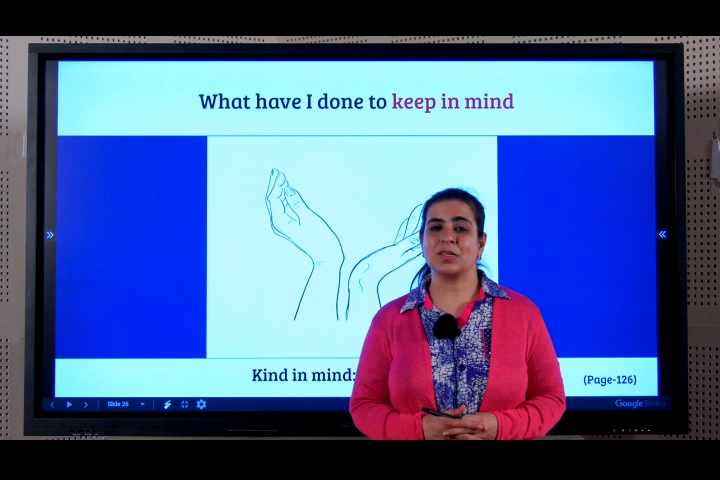 What have I done to keep in mind
Kind in mind:
(Page-126)
Slide 26
Google Slides